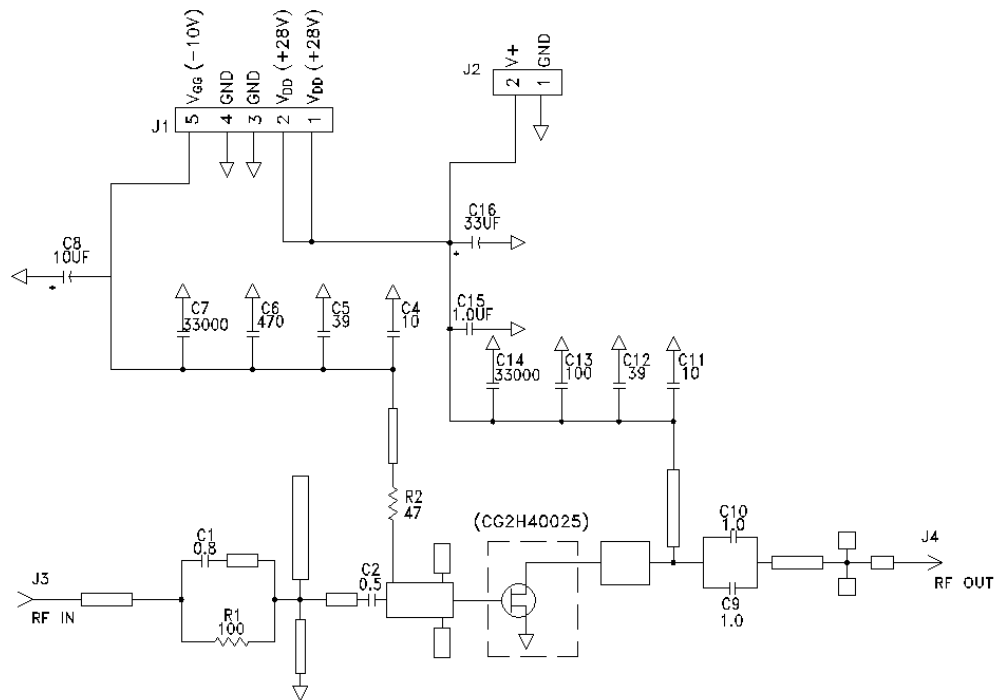 VGG (-10V)
GND
GND
VDD (+28V)
VDD (+28V)
J1
5
4
3
2
1
V+
GND
J2
2
1
C8
10UF
+
C16
33UF
+
C7
33000
C6
470
C5
39
C4
10
C15
1.0UF
C14
33000
C13
100
C12
39
C11
10
R2
47
(CG2H40025)
C1
0.8
C2
0.5
R1
100
J3
RF IN
C10
1.0
C9
1.0
J4
RF OUT